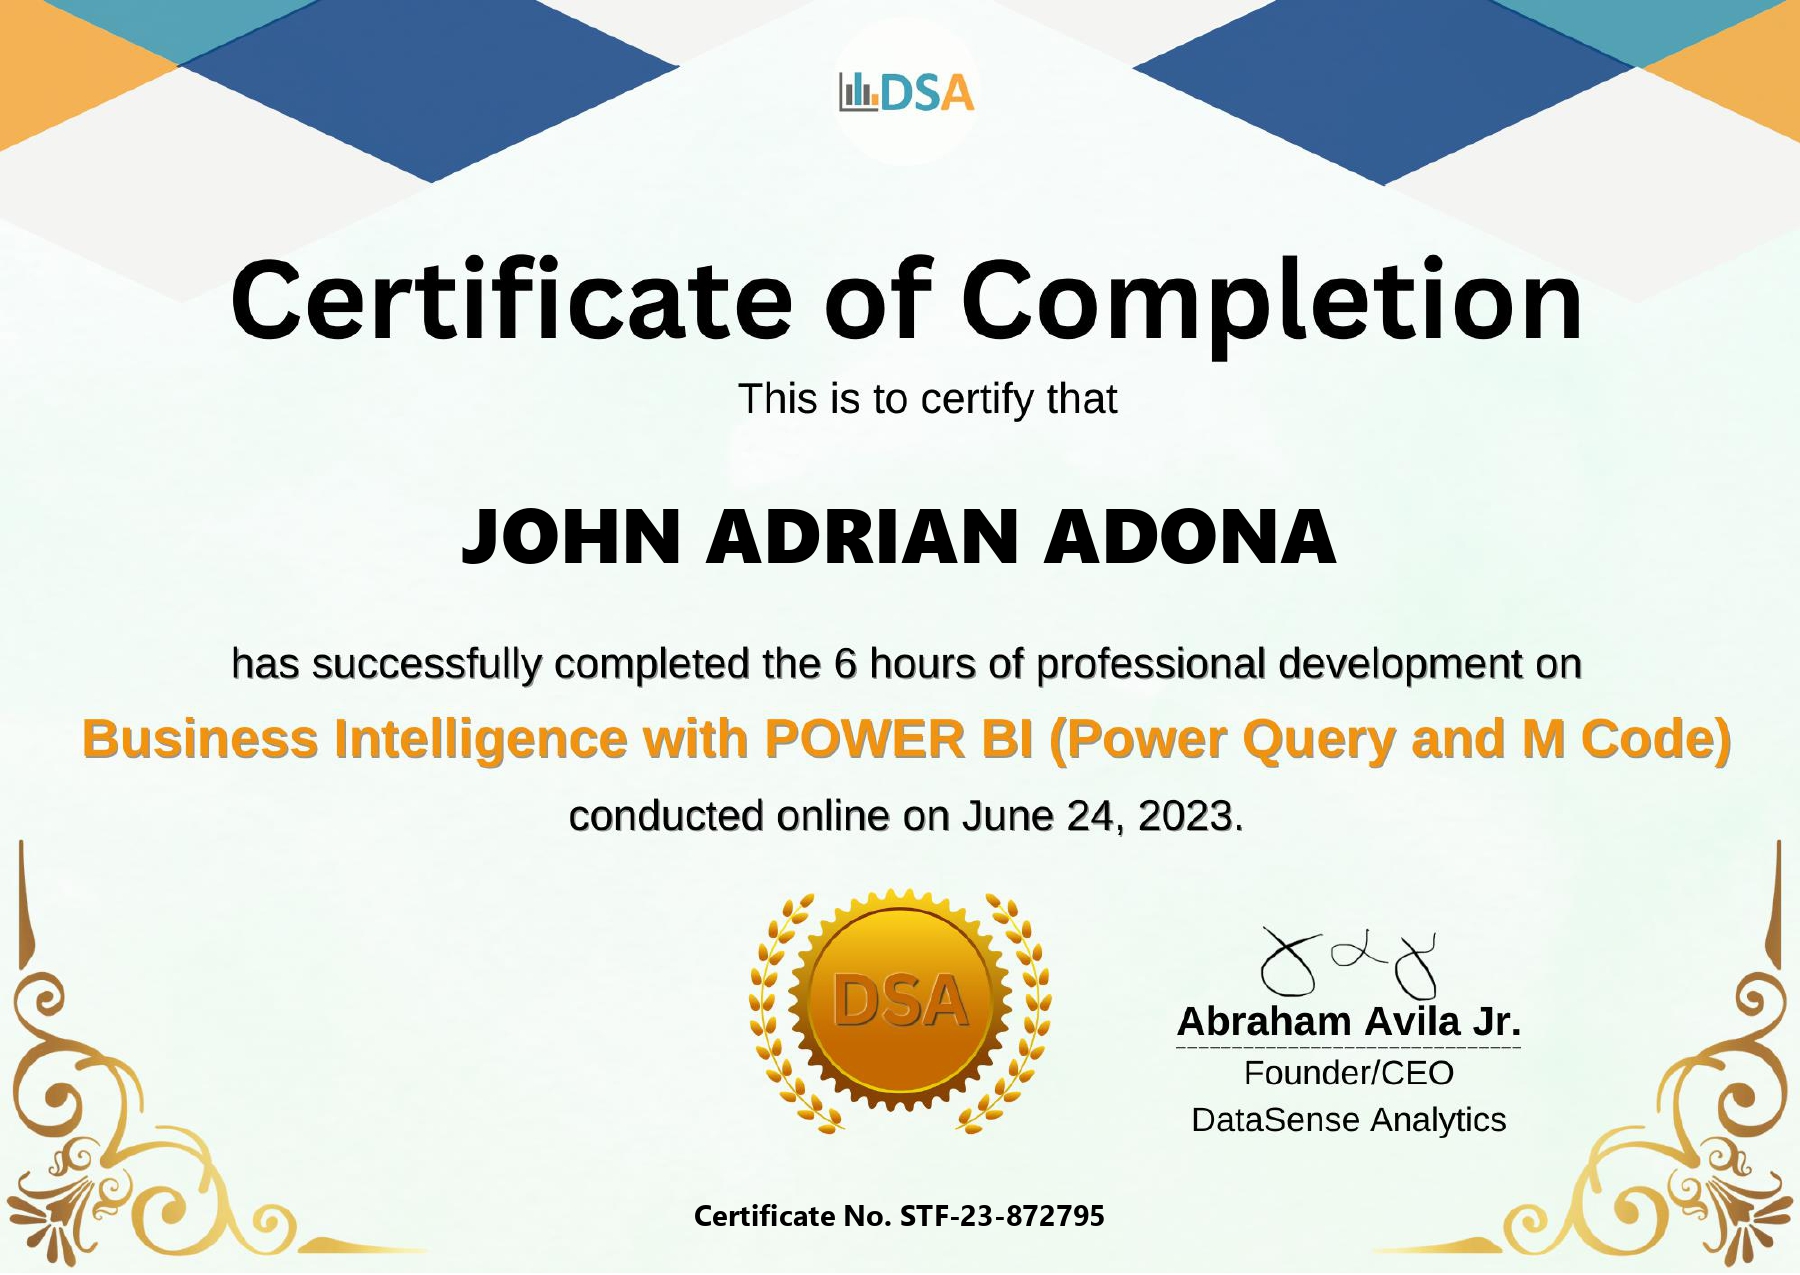 DSA
Certificate of Completion
This is to certify that
JOHN ADRIAN ADONA
has successfully completed the 6 hours of professional development on
Business Intelligence with POWER BI (Power Query and M Code)
conducted online on June 24, 2023.
DSA
Abraham Avila Jr.
Founder/CEO
DataSense Analytics
Certificate No. STF-23-872795